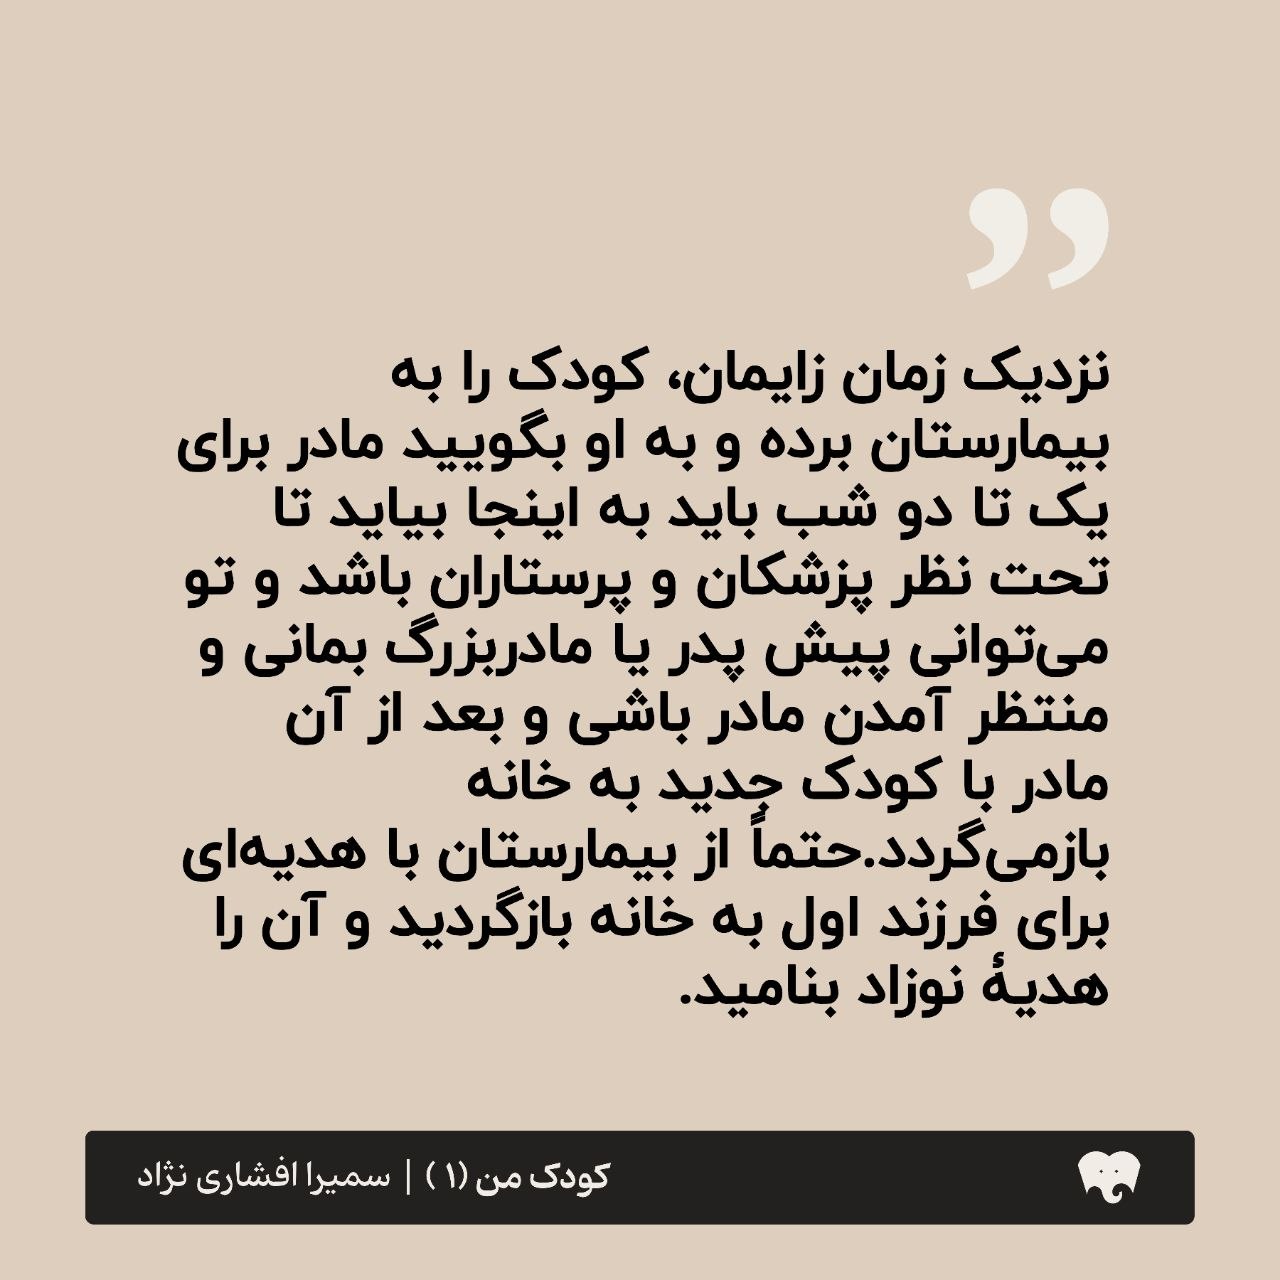 ”
نزدیک زمان زایمان، کودک را به
بیمارستان برده و به او بگویید مادر برای
یک تا دو شب باید به اینجا بیاید تا
تحت نظر پزشکان و پرستاران باشد و تو
می‌توانی پیش پدر یا مادربزرگ بمانی و
منتظر آمدن مادر باشی و بعد از آن
مادر با کودک جدید به خانه
بازمی‌گردد.حتماً از بیمارستان با هدیه‌ای
برای فرزند اول به خانه بازگردید و آن را
هدیهٔ نوزاد بنامید.
کودک من (۱) | سمیرا افشاری نژاد